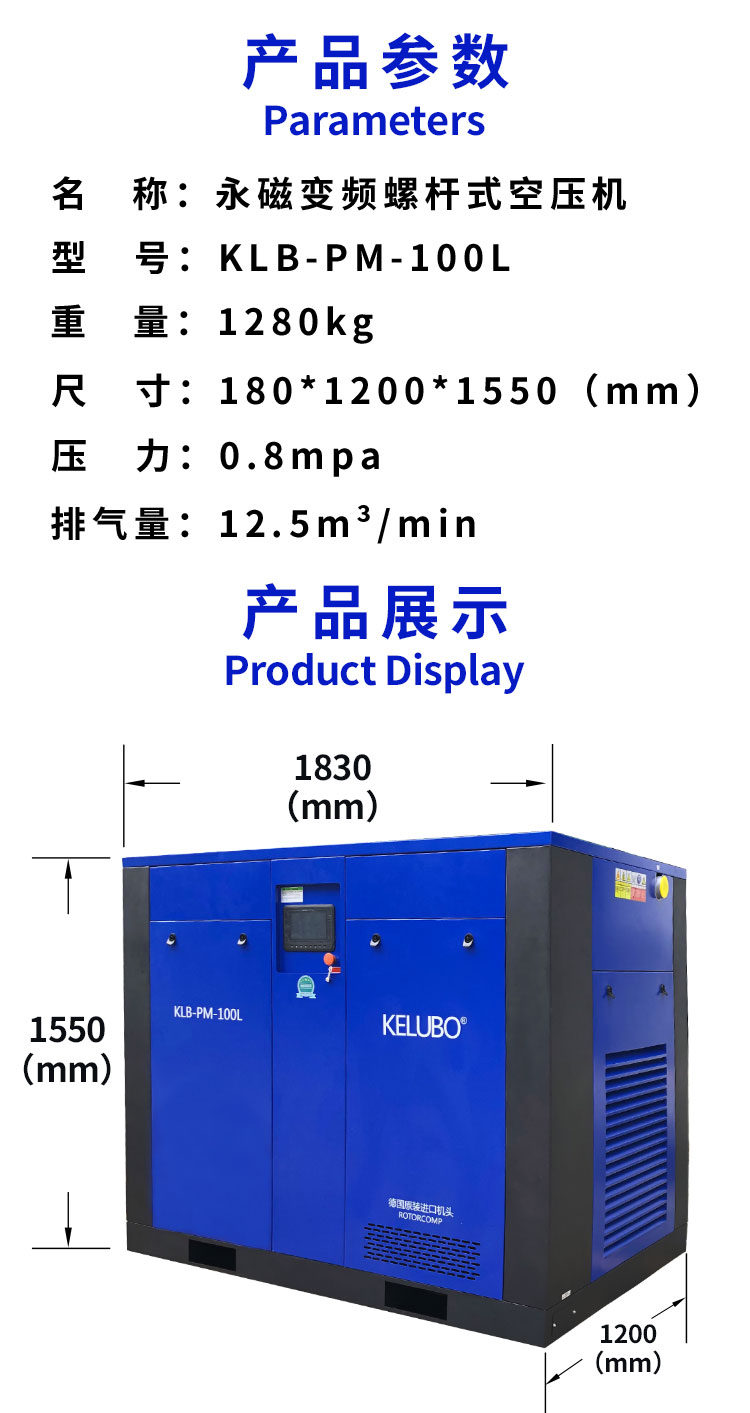 产品参数
Parameters
名 称：永磁变频螺杆式空压机
型 号：KLB-PM-100L
重 量：1280kg
尺 寸：180*1200*1550（mm）
压 力：0.8mpa
排气量：12.5m³/min
产品展示
Product Display
1830
（mm）
1550
（mm）
KLB-PM-100L
KELUBO®
德国原装进口机头
ROTORCOMP
1200
（mm）